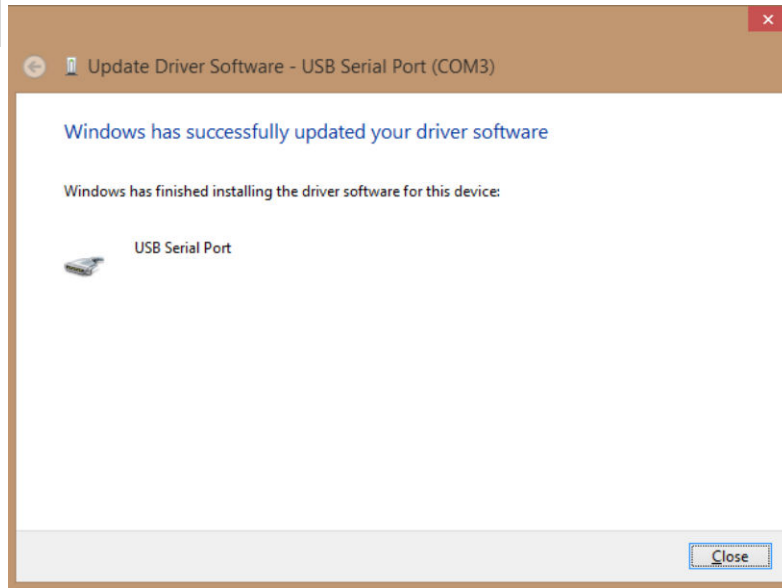 Update Driver Software - USB Serial Port (COM3)
Windows has successfully updated your driver software
Windows has finished installing the driver software for this device:
USB Serial Port
Close